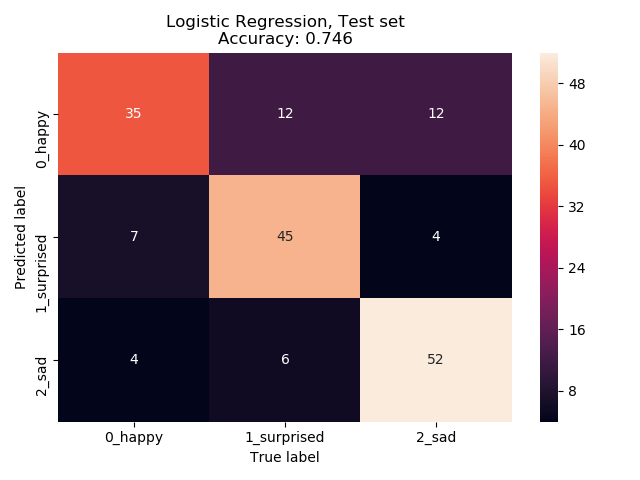 Logistic Regression, Test set
Accuracy: 0.746
Predicted label
0_happy
35 12 12
1_surprised
7 45 4
2_sad
4 6 52
0_happy 1_surprised 2_sad
True label
48
40
32
24
16
8